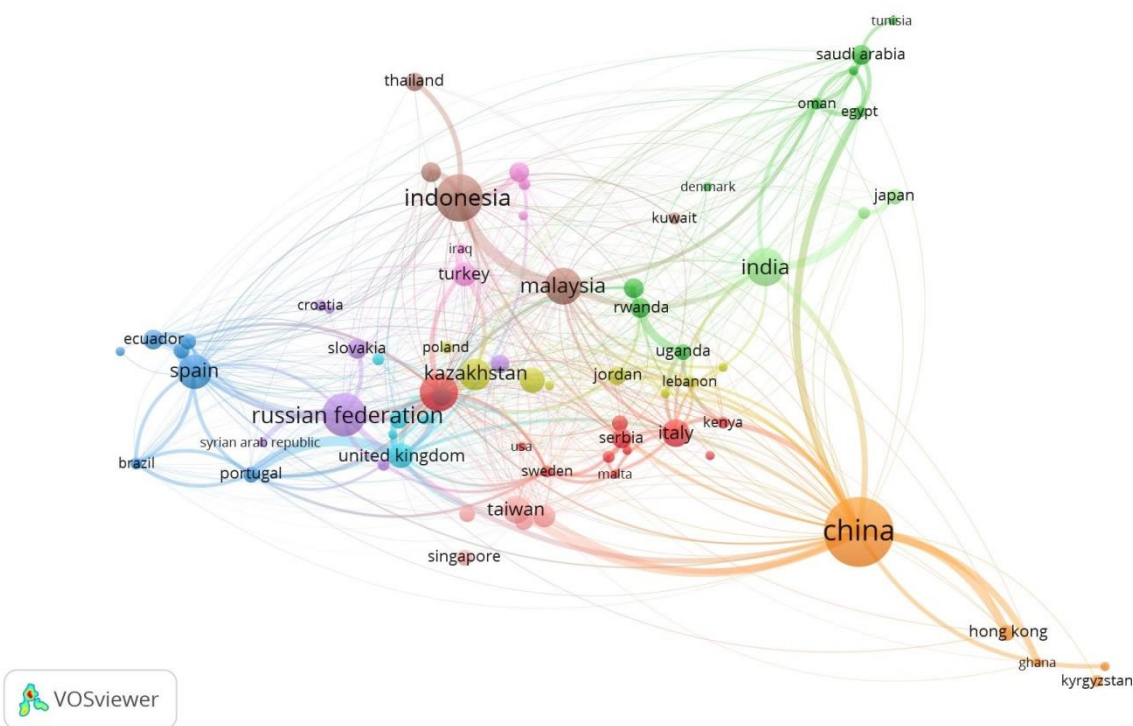 tunisia
saudi arabia
thailand
oman
egypt
denmark
japan
indonesia
kuwait
iraq
turkey
india
malaysia
croatia
rwanda
ecuador
slovakia
poland
uganda
spain
kazakhstan
jordan
lebanon
russian federation
kenya
syrian arab republic
serbia
italy
usa
united kingdom
brazil
portugal
sweden
malta
taiwan
china
singapore
hong kong
ghana
kyrgyzstan
VOSviewer